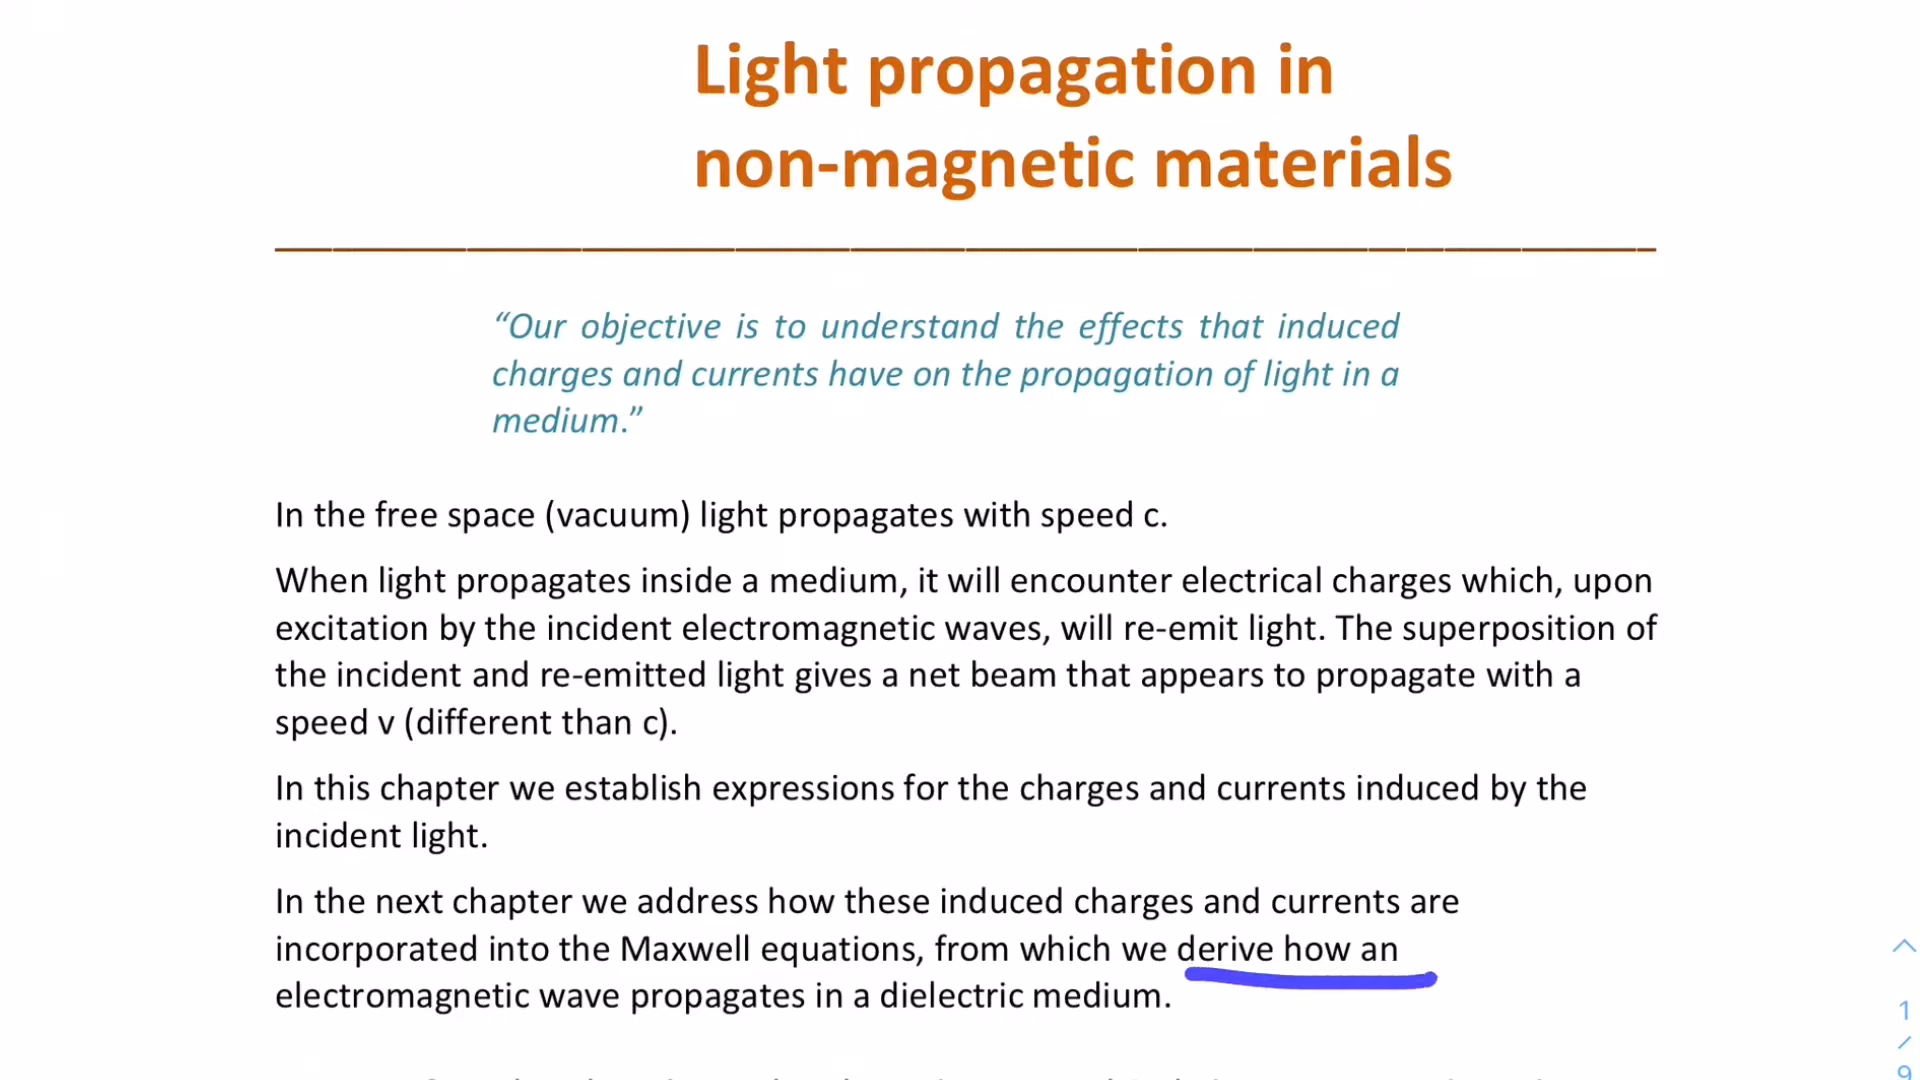 Light propagation in
non-magnetic materials
“Our objective is to understand the effects that induced
charges and currents have on the propagation of light in a
medium.”
In the free space (vacuum) light propagates with speed c.
When light propagates inside a medium, it will encounter electrical charges which, upon
excitation by the incident electromagnetic waves, will re-emit light. The superposition of
the incident and re-emitted light gives a net beam that appears to propagate with a
speed v (different than c).
In this chapter we establish expressions for the charges and currents induced by the
incident light.
In the next chapter we address how these induced charges and currents are
incorporated into the Maxwell equations, from which we derive how an
electromagnetic wave propagates in a dielectric medium.
1
/
9